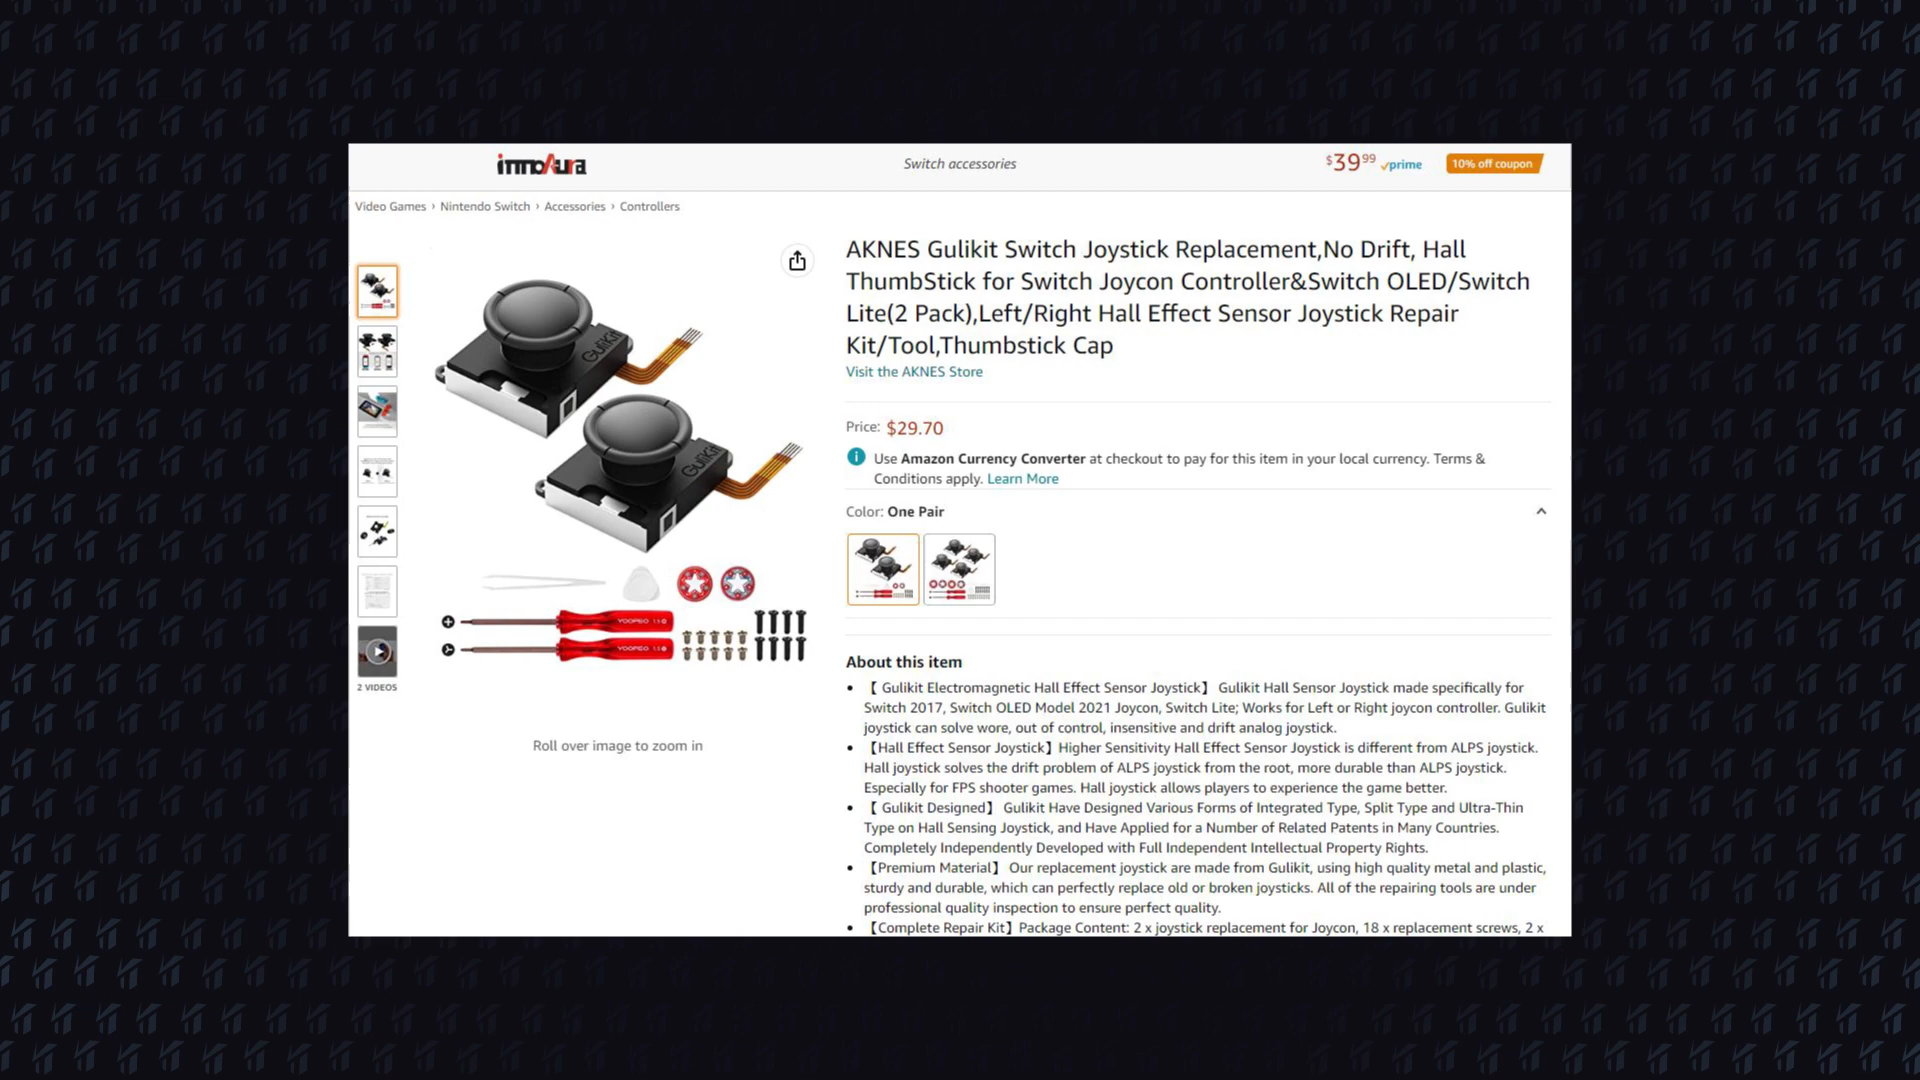 innoAura
Switch accessories
$39.99 prime
10% off coupon
Video Games › Nintendo Switch › Accessories › Controllers
AKNES Gulikit Switch Joystick Replacement,No Drift, Hall
ThumbStick for Switch Joycon Controller&Switch OLED/Switch
Lite(2 Pack),Left/Right Hall Effect Sensor Joystick Repair
Kit/Tool,Thumbstick Cap
Visit the AKNES Store
GuliKit
GuliKit
YOOPEO 1.5
YOOPEO 1.5
2 VIDEOS
Roll over image to zoom in
Price: $29.70
Use Amazon Currency Converter at checkout to pay for this item in your local currency. Terms &
Conditions apply. Learn More
Color: One Pair
About this item
• 【 Gulikit Electromagnetic Hall Effect Sensor Joystick】 Gulikit Hall Sensor Joystick made specifically for
Switch 2017, Switch OLED Model 2021 Joycon, Switch Lite; Works for Left or Right joycon controller. Gulikit
joystick can solve wore, out of control, insensitive and drift analog joystick.
• 【Hall Effect Sensor Joystick】Higher Sensitivity Hall Effect Sensor Joystick is different from ALPS joystick.
Hall joystick solves the drift problem of ALPS joystick from the root, more durable than ALPS joystick.
Especially for FPS shooter games. Hall joystick allows players to experience the game better.
• 【 Gulikit Designed】 Gulikit Have Designed Various Forms of Integrated Type, Split Type and Ultra-Thin
Type on Hall Sensing Joystick, and Have Applied for a Number of Related Patents in Many Countries.
Completely Independently Developed with Full Independent Intellectual Property Rights.
• 【Premium Material】 Our replacement joystick are made from Gulikit, using high quality metal and plastic,
sturdy and durable, which can perfectly replace old or broken joysticks. All of the repairing tools are under
professional quality inspection to ensure perfect quality.
• 【Complete Repair Kit】Package Content: 2 x joystick replacement for Joycon, 18 x replacement screws, 2 x